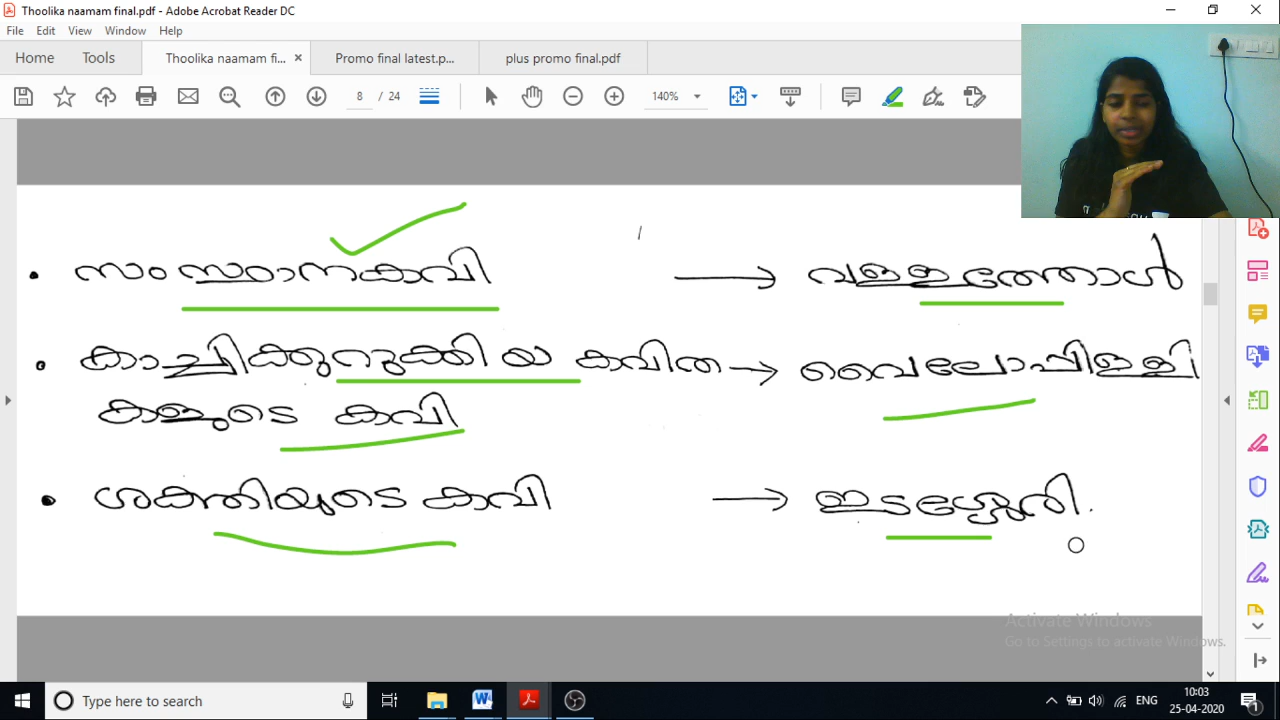 Thoolika naamam final.pdf - Adobe Acrobat Reader DC
File Edit View Window Help
Home Tools Thoolika naamam fi... × Promo final latest.p... plus promo final.pdf
8 / 24 140%
• സംസ്ഥാനകവി → വള്ളത്തോൾ
• കാച്ചിക്കുറുക്കിയ കവിത → വൈലോപ്പിള്ളി
കളുടെ കവി
• ശക്തിയുടെ കവി → ഇടശ്ശേരി.
Activate Windows
Go to Settings to activate Windows.
Type here to search
ENG
10:03
25-04-2020
1